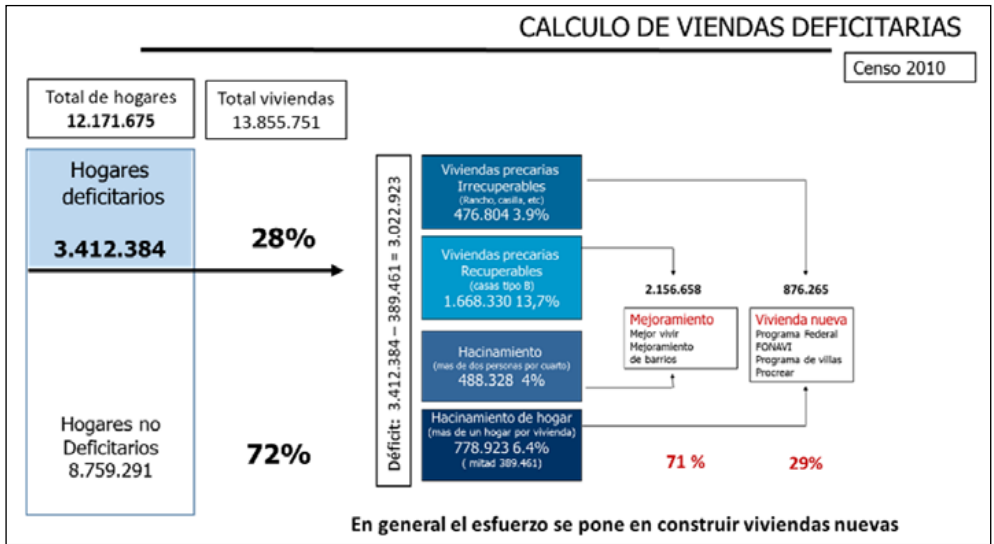 CALCULO DE VIENDAS DEFICITARIAS
Censo 2010
Total de hogares
12.171.675
Total viviendas
13.855.751
Hogares
deficitarios
3.412.384
28%
Hogares no
Deficitarios
8.759.291
72%
Déficit: 3.412.384 – 389.461 = 3.022.923
Viviendas precarias
Irrecuperables
(Rancho, casilla, etc)
476.804 3.9%
Viviendas precarias
Recuperables
(casas tipo B)
1.668.330 13,7%
Hacinamiento
(mas de dos personas por cuarto)
488.328 4%
Hacinamiento de hogar
(mas de un hogar por vivienda)
778.923 6.4%
( mitad 389.461)
2.156.658
Mejoramiento
Mejor vivir
Mejoramiento
de barrios
71 %
876.265
Vivienda nueva
Programa Federal
FONAVI
Programa de villas
Procrear
29%
En general el esfuerzo se pone en construir viviendas nuevas